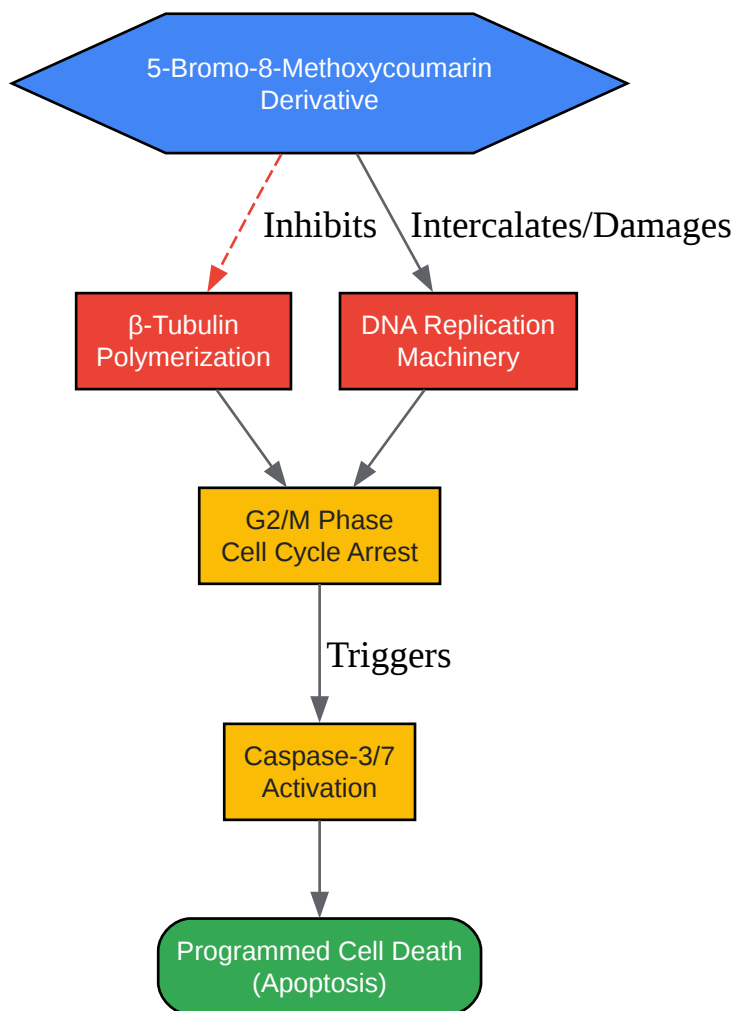 5-Bromo-8-Methoxycoumarin
Derivative
Inhibits
Intercalates/Damages
β-Tubulin
Polymerization
DNA Replication
Machinery
G2/M Phase
Cell Cycle Arrest
Triggers
Caspase-3/7
Activation
Programmed Cell Death
(Apoptosis)